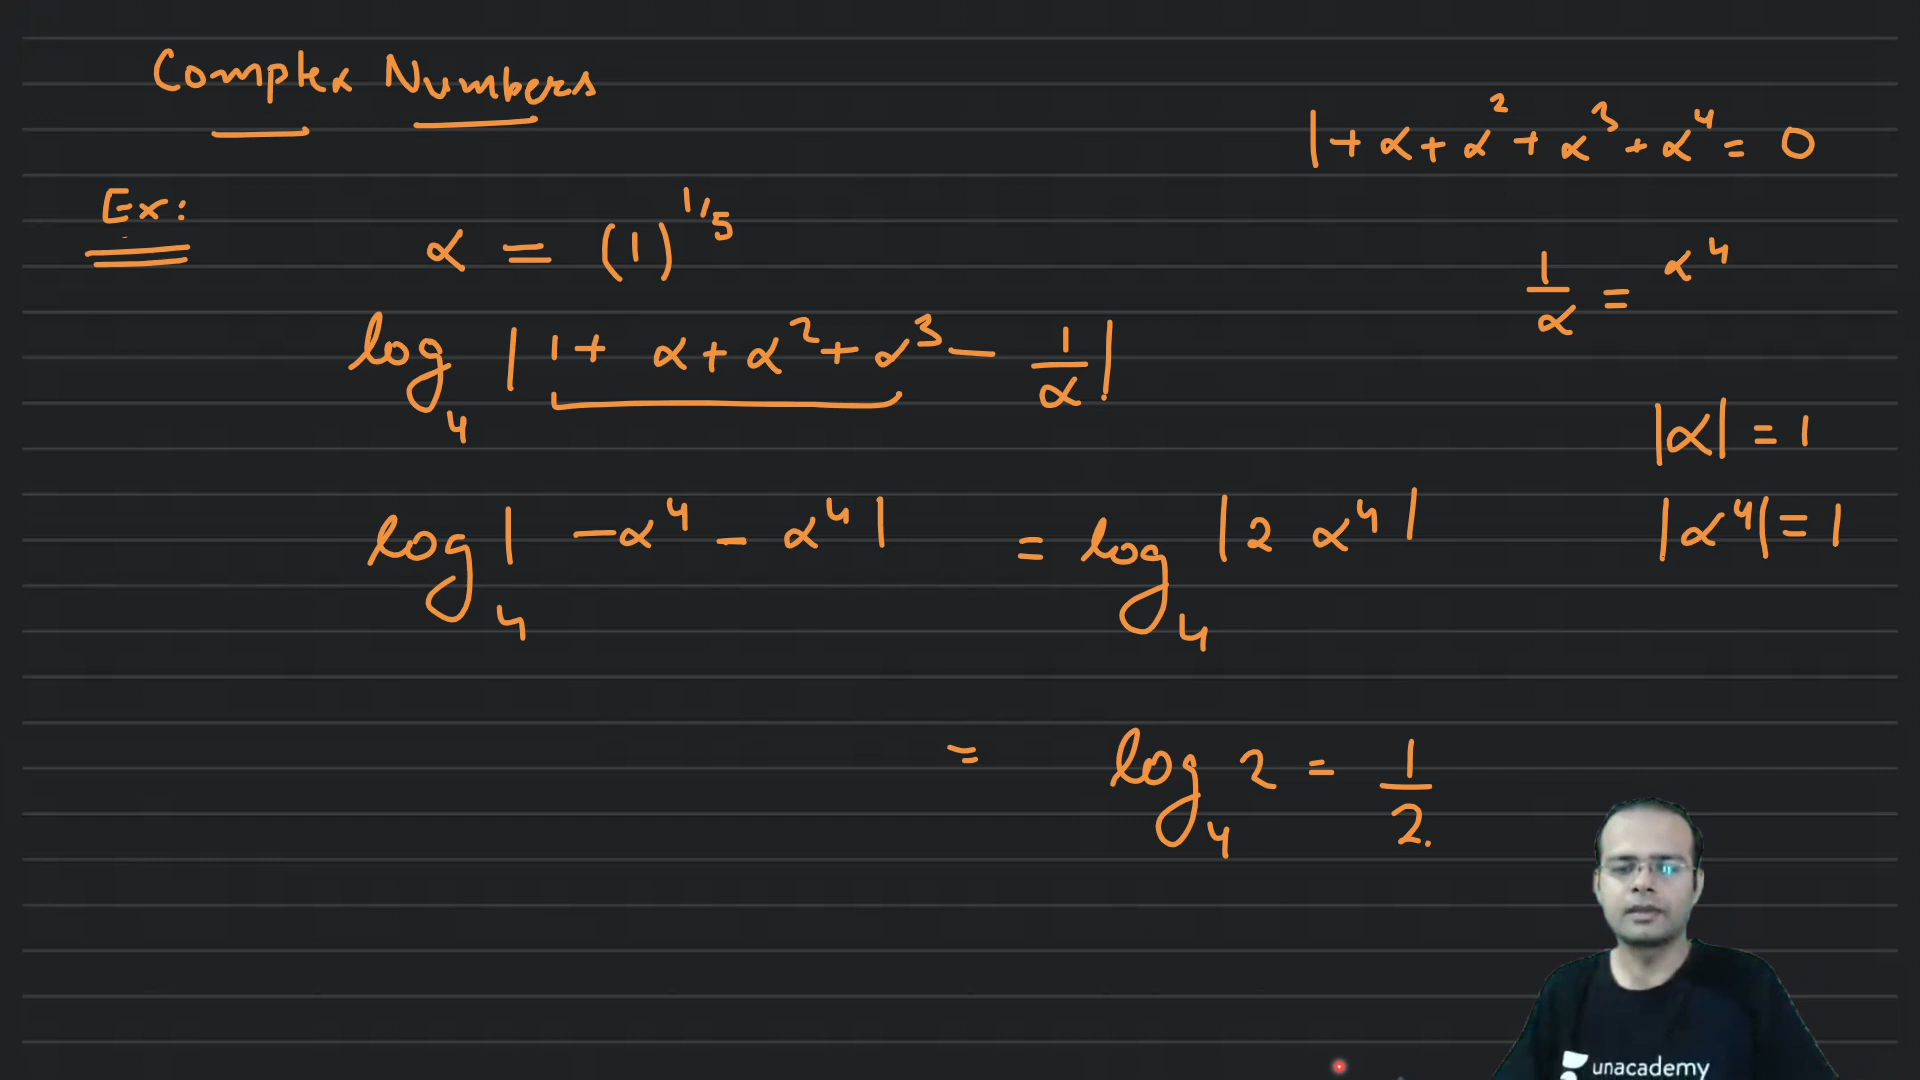 Complex Numbers
1 + α + α² + α³ + α⁴ = 0
Ex: α = (1)^{1/5}
1/α = α⁴
log₄ | 1 + α + α² + α³ − 1/α |
|α| = 1
log₄ | −α⁴ − α⁴ | = log₄ | 2 α⁴ |
|α⁴| = 1
= log₄ 2 = 1/2.
unacademy